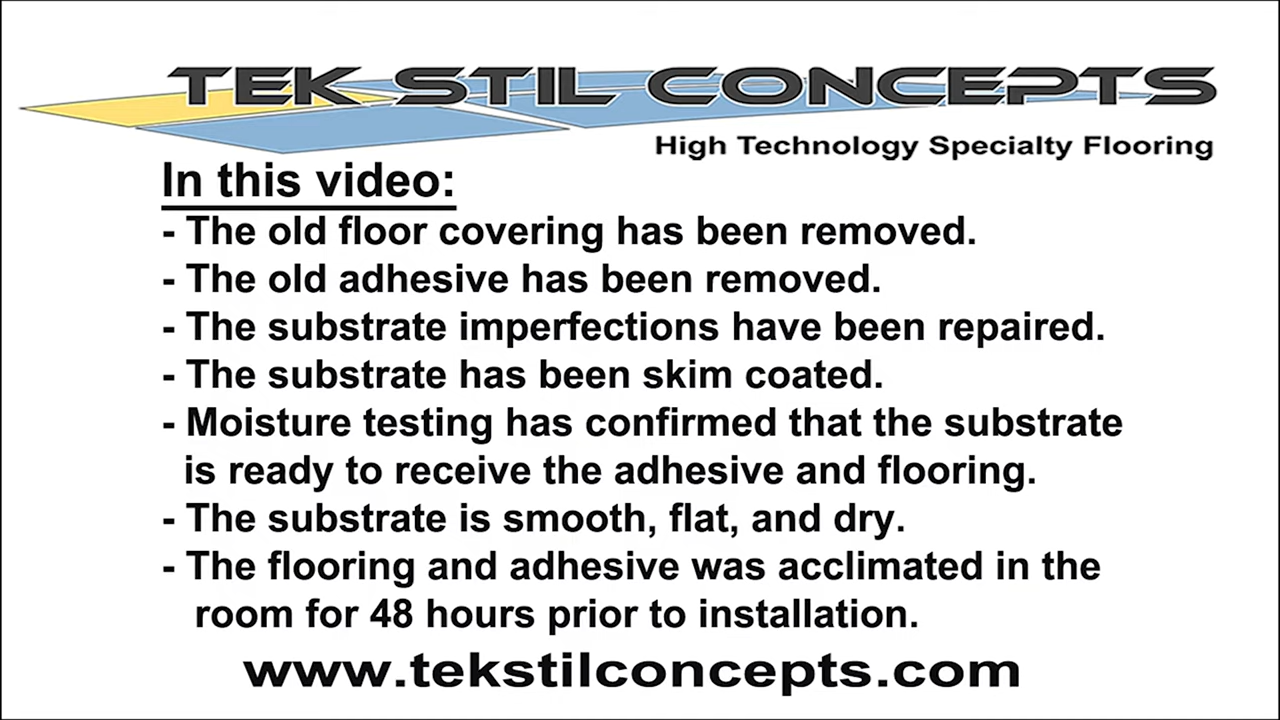 TEK STIL CONCEPTS
High Technology Specialty Flooring
In this video:
- The old floor covering has been removed.
- The old adhesive has been removed.
- The substrate imperfections have been repaired.
- The substrate has been skim coated.
- Moisture testing has confirmed that the substrate
is ready to receive the adhesive and flooring.
- The substrate is smooth, flat, and dry.
- The flooring and adhesive was acclimated in the
room for 48 hours prior to installation.
www.tekstilconcepts.com